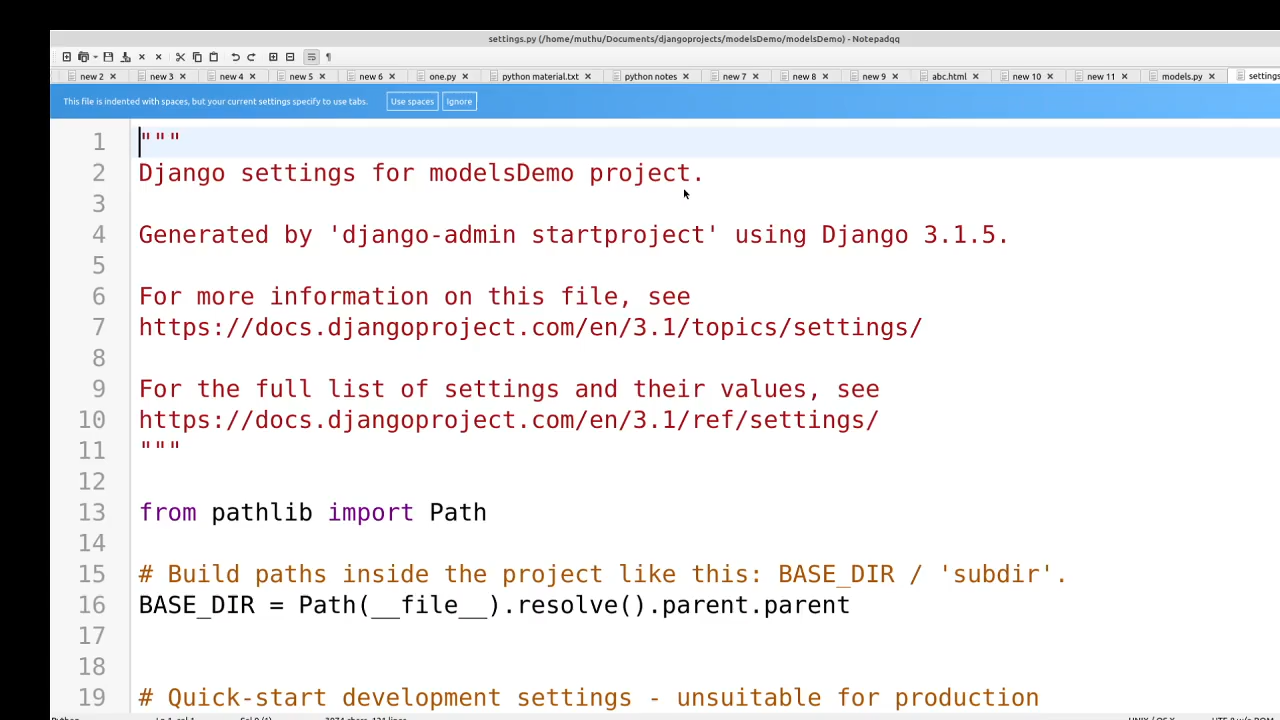 settings.py (/home/muthu/Documents/djangoprojects/modelsDemo/modelsDemo) - Notepadqq
new 2 new 3 new 4 new 5 new 6 one.py python material.txt python notes new 7 new 8 new 9 abc.html new 10 new 11 models.py settings
This file is indented with spaces, but your current settings specify to use tabs. Use spaces Ignore
1 """
2 Django settings for modelsDemo project.
3
4 Generated by 'django-admin startproject' using Django 3.1.5.
5
6 For more information on this file, see
7 https://docs.djangoproject.com/en/3.1/topics/settings/
8
9 For the full list of settings and their values, see
10 https://docs.djangoproject.com/en/3.1/ref/settings/
11 """
12
13 from pathlib import Path
14
15 # Build paths inside the project like this: BASE_DIR / 'subdir'.
16 BASE_DIR = Path(__file__).resolve().parent.parent
17
18
19 # Quick-start development settings - unsuitable for production